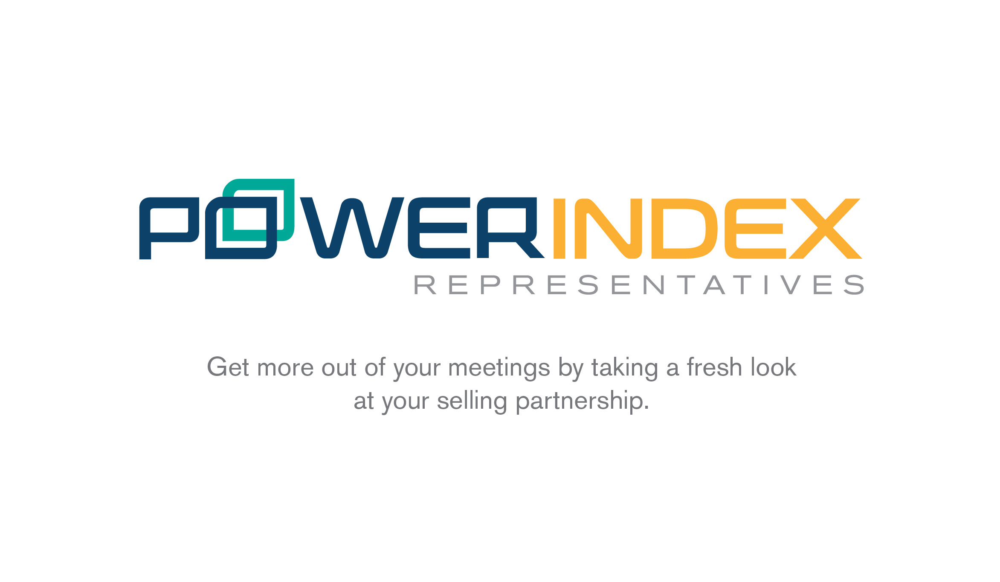 POWERINDEX
REPRESENTATIVES
Get more out of your meetings by taking a fresh look
at your selling partnership.